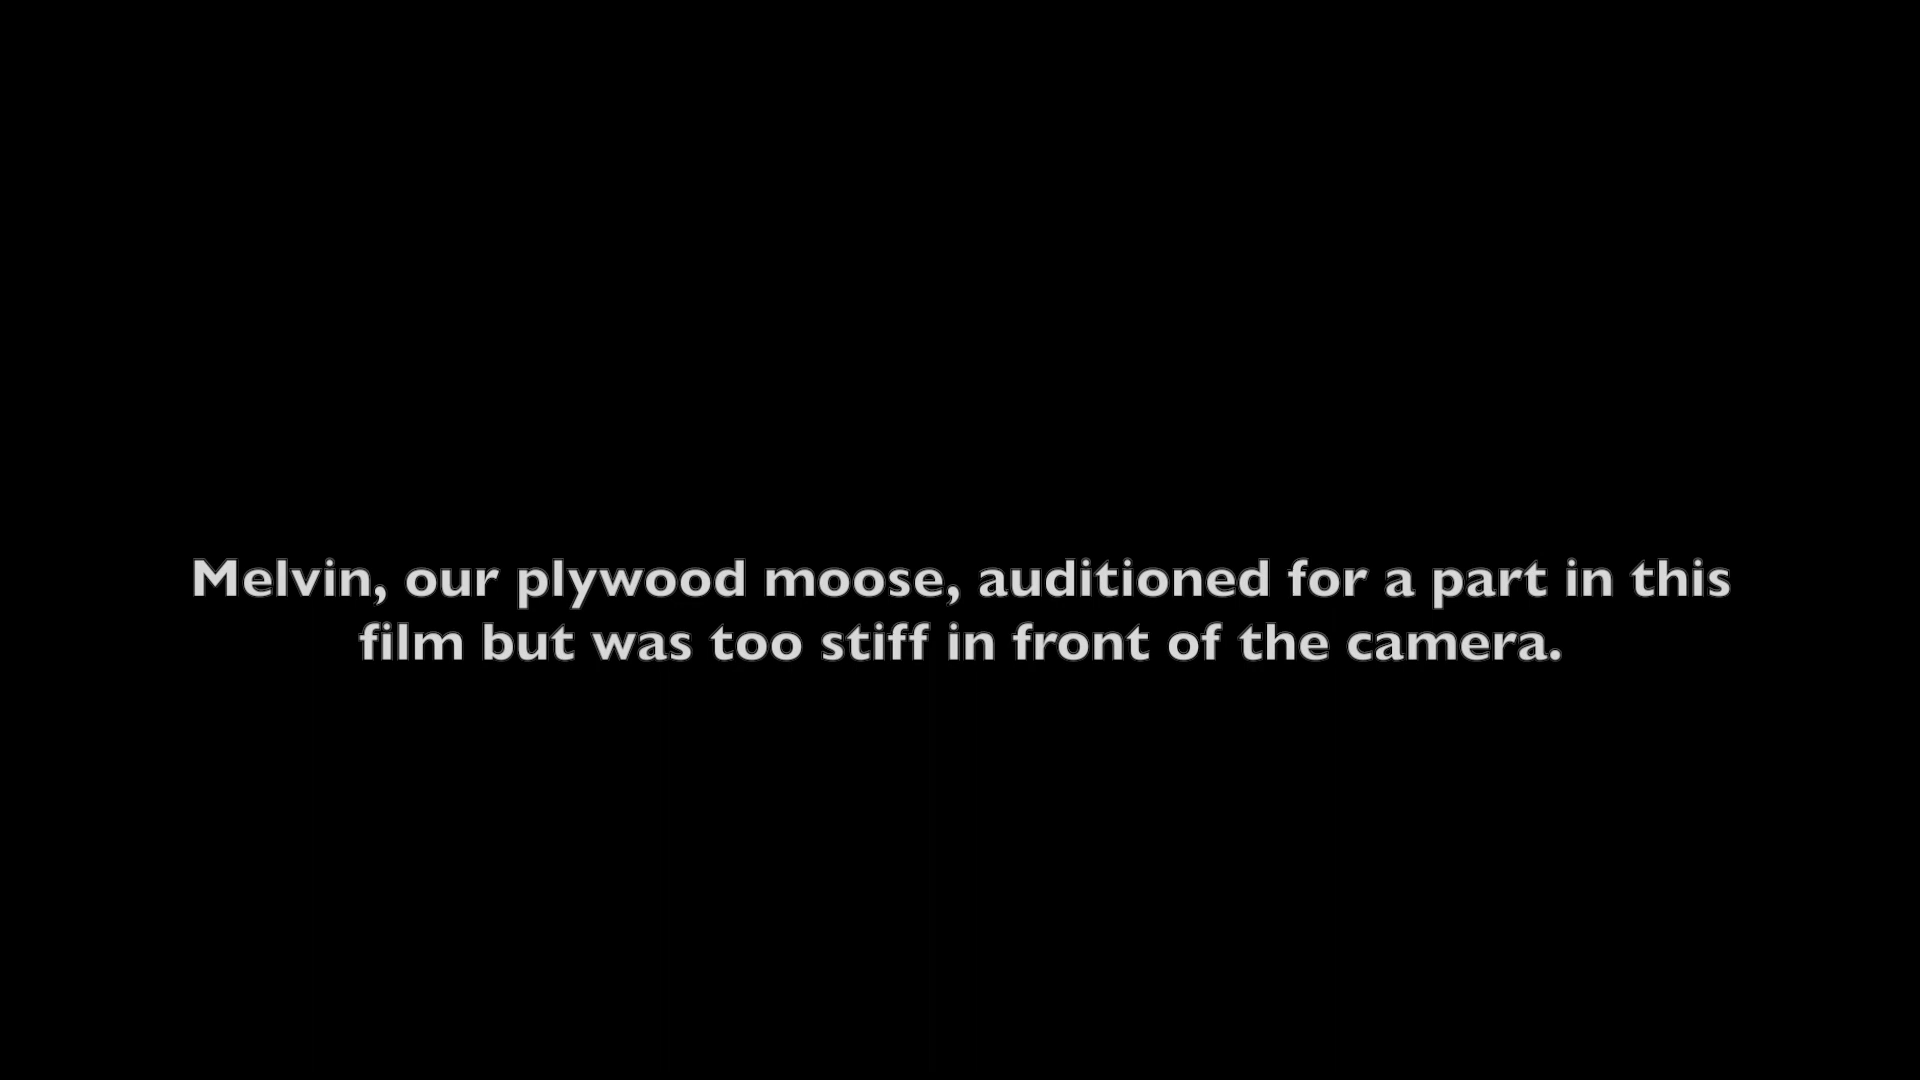 Melvin, our plywood moose, auditioned for a part in this
film but was too stiff in front of the camera.